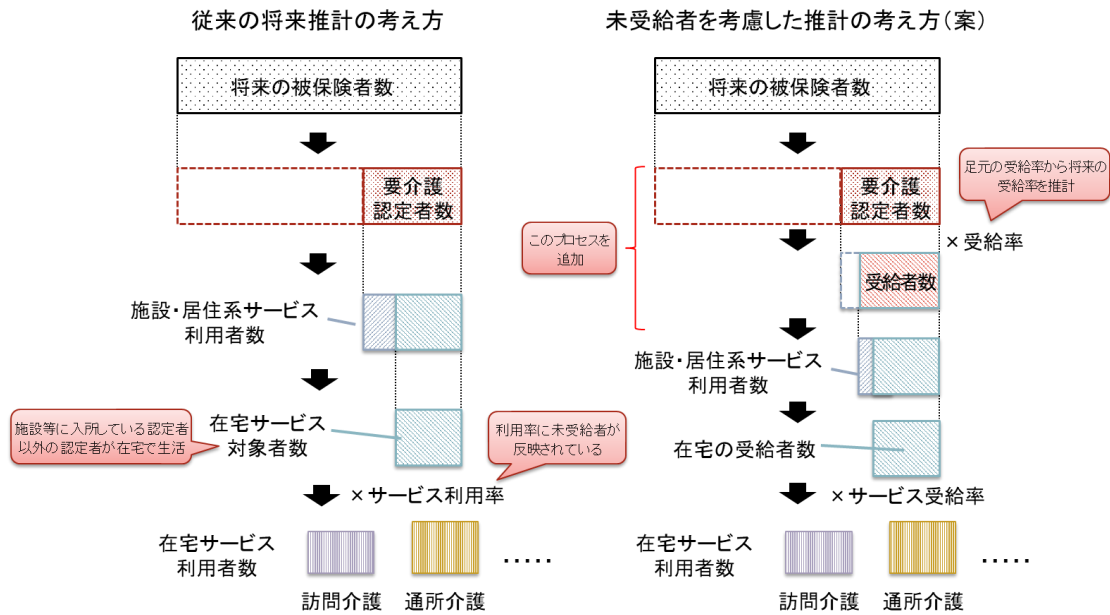 従来の将来推計の考え方
将来の被保険者数
要介護
認定者数
施設・居住系サービス
利用者数
施設等に入所している認定者
以外の認定者が在宅で生活
在宅サービス
対象者数
利用率に未受給者が
反映されている
×サービス利用率
在宅サービス
利用者数
・・・・・
訪問介護
通所介護
未受給者を考慮した推計の考え方(案)
将来の被保険者数
足元の受給率から将来の
受給率を推計
要介護
認定者数
このプロセスを
追加
×受給率
受給者数
施設・居住系サービス
利用者数
在宅の受給者数
×サービス受給率
在宅サービス
利用者数
・・・・・
訪問介護
通所介護